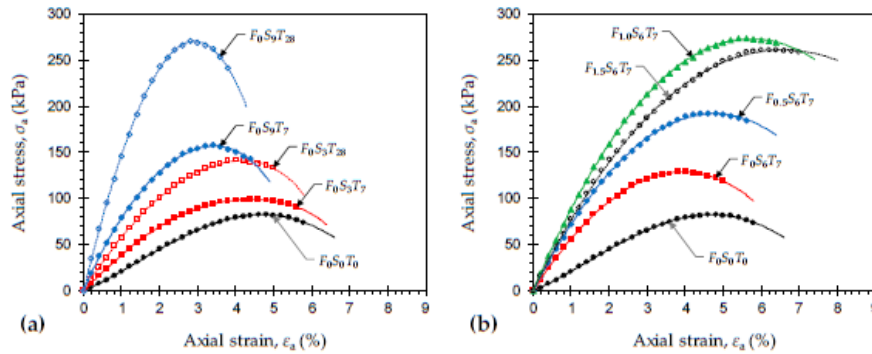 300
250
200
150
100
50
0
Axial stress, σa (kPa)
F0S9T28
F0S9T7
F0S3T28
F0S3T7
F0S0T0
0 1 2 3 4 5 6 7 8 9
Axial strain, εa (%)
(a)
300
250
200
150
100
50
0
Axial stress, σa (kPa)
F1.0S6T7
F1.5S6T7
F0.5S6T7
F0S6T7
F0S0T0
0 1 2 3 4 5 6 7 8 9
Axial strain, εa (%)
(b)